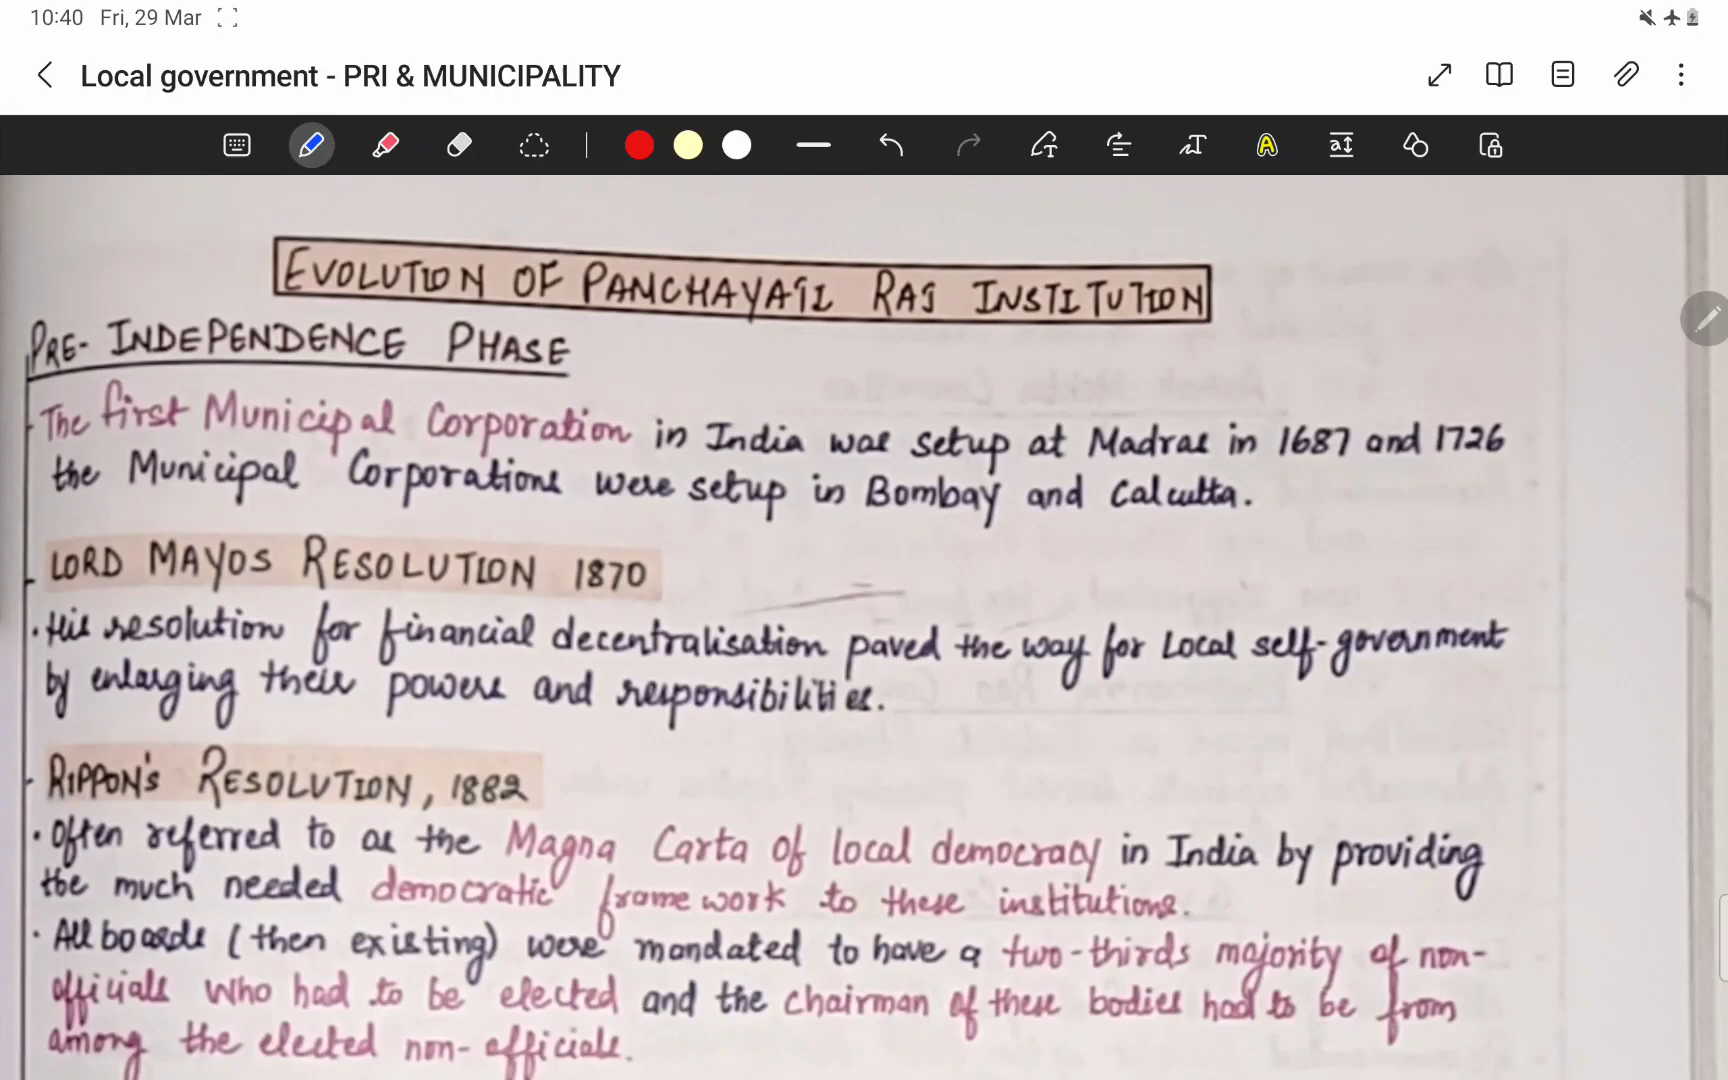 10:40 Fri, 29 Mar
Local government - PRI & MUNICIPALITY
EVOLUTION OF PANCHAYATI RAJ INSTITUTION
PRE-INDEPENDENCE PHASE
- The first Municipal Corporation in India was setup at Madras in 1687 and 1726
the Municipal Corporations were setup in Bombay and Calcutta.
- LORD MAYOS RESOLUTION 1870
• His resolution for financial decentralisation paved the way for Local self-government
by enlarging their powers and responsibilities.
- RIPPON'S RESOLUTION, 1882
• Often referred to as the Magna Carta of local democracy in India by providing
the much needed democratic framework to these institutions.
• All boards (then existing) were mandated to have a two-thirds majority of non-
officials who had to be elected and the chairman of these bodies had to be from
among the elected non-officials.